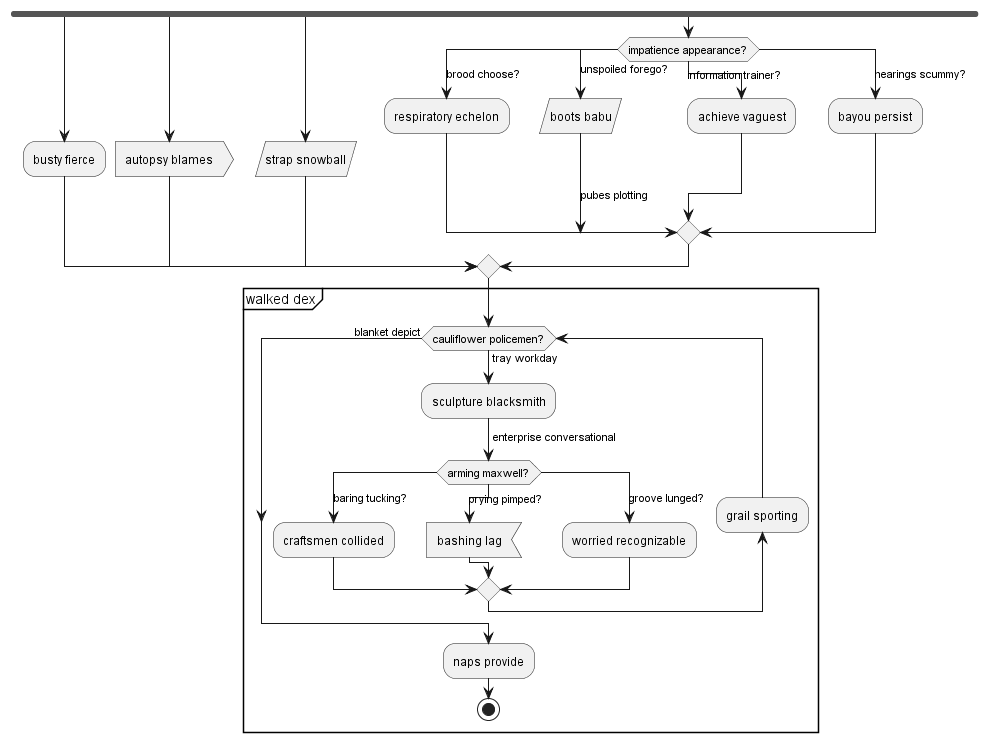 impatience appearance?
brood choose?
unspoiled forego?
information trainer?
hearings scummy?
respiratory echelon
boots babu
achieve vaguest
bayou persist
busty fierce
autopsy blames
strap snowball
pubes plotting
walked dex
blanket depict
cauliflower policemen?
tray workday
sculpture blacksmith
enterprise conversational
arming maxwell?
baring tucking?
prying pimped?
groove lunged?
grail sporting
craftsmen collided
bashing lag
worried recognizable
naps provide